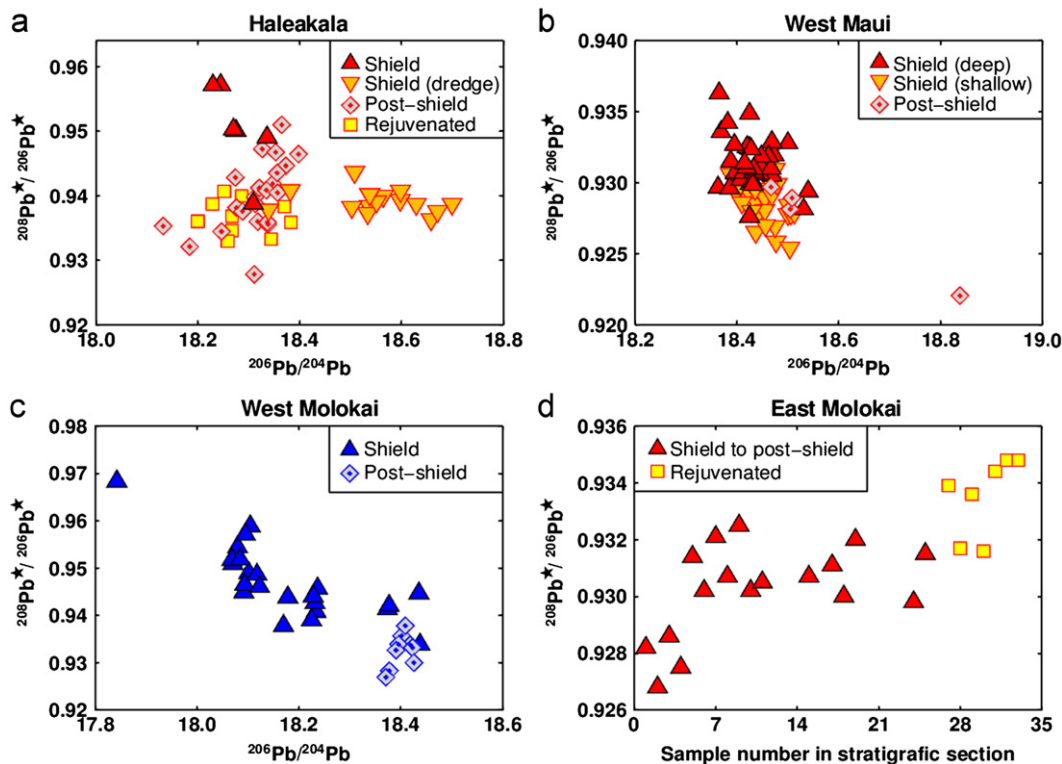 a
Haleakala
0.96
0.95
0.94
0.93
0.92
18.0
18.2
18.4
18.6
18.8
208Pb★/ 206Pb★
206Pb/204Pb
Shield
Shield (dredge)
Post-shield
Rejuvenated
b
West Maui
0.940
0.935
0.930
0.925
0.920
18.2
18.4
18.6
18.8
19.0
208Pb★/ 206Pb★
206Pb/204Pb
Shield (deep)
Shield (shallow)
Post-shield
c
West Molokai
0.98
0.97
0.96
0.95
0.94
0.93
0.92
17.8
18.0
18.2
18.4
18.6
208Pb★/ 206Pb★
206Pb/204Pb
Shield
Post-shield
d
East Molokai
0.936
0.934
0.932
0.930
0.928
0.926
0
7
14
21
28
35
208Pb★/ 206Pb★
Sample number in stratigrafic section
Shield to post-shield
Rejuvenated